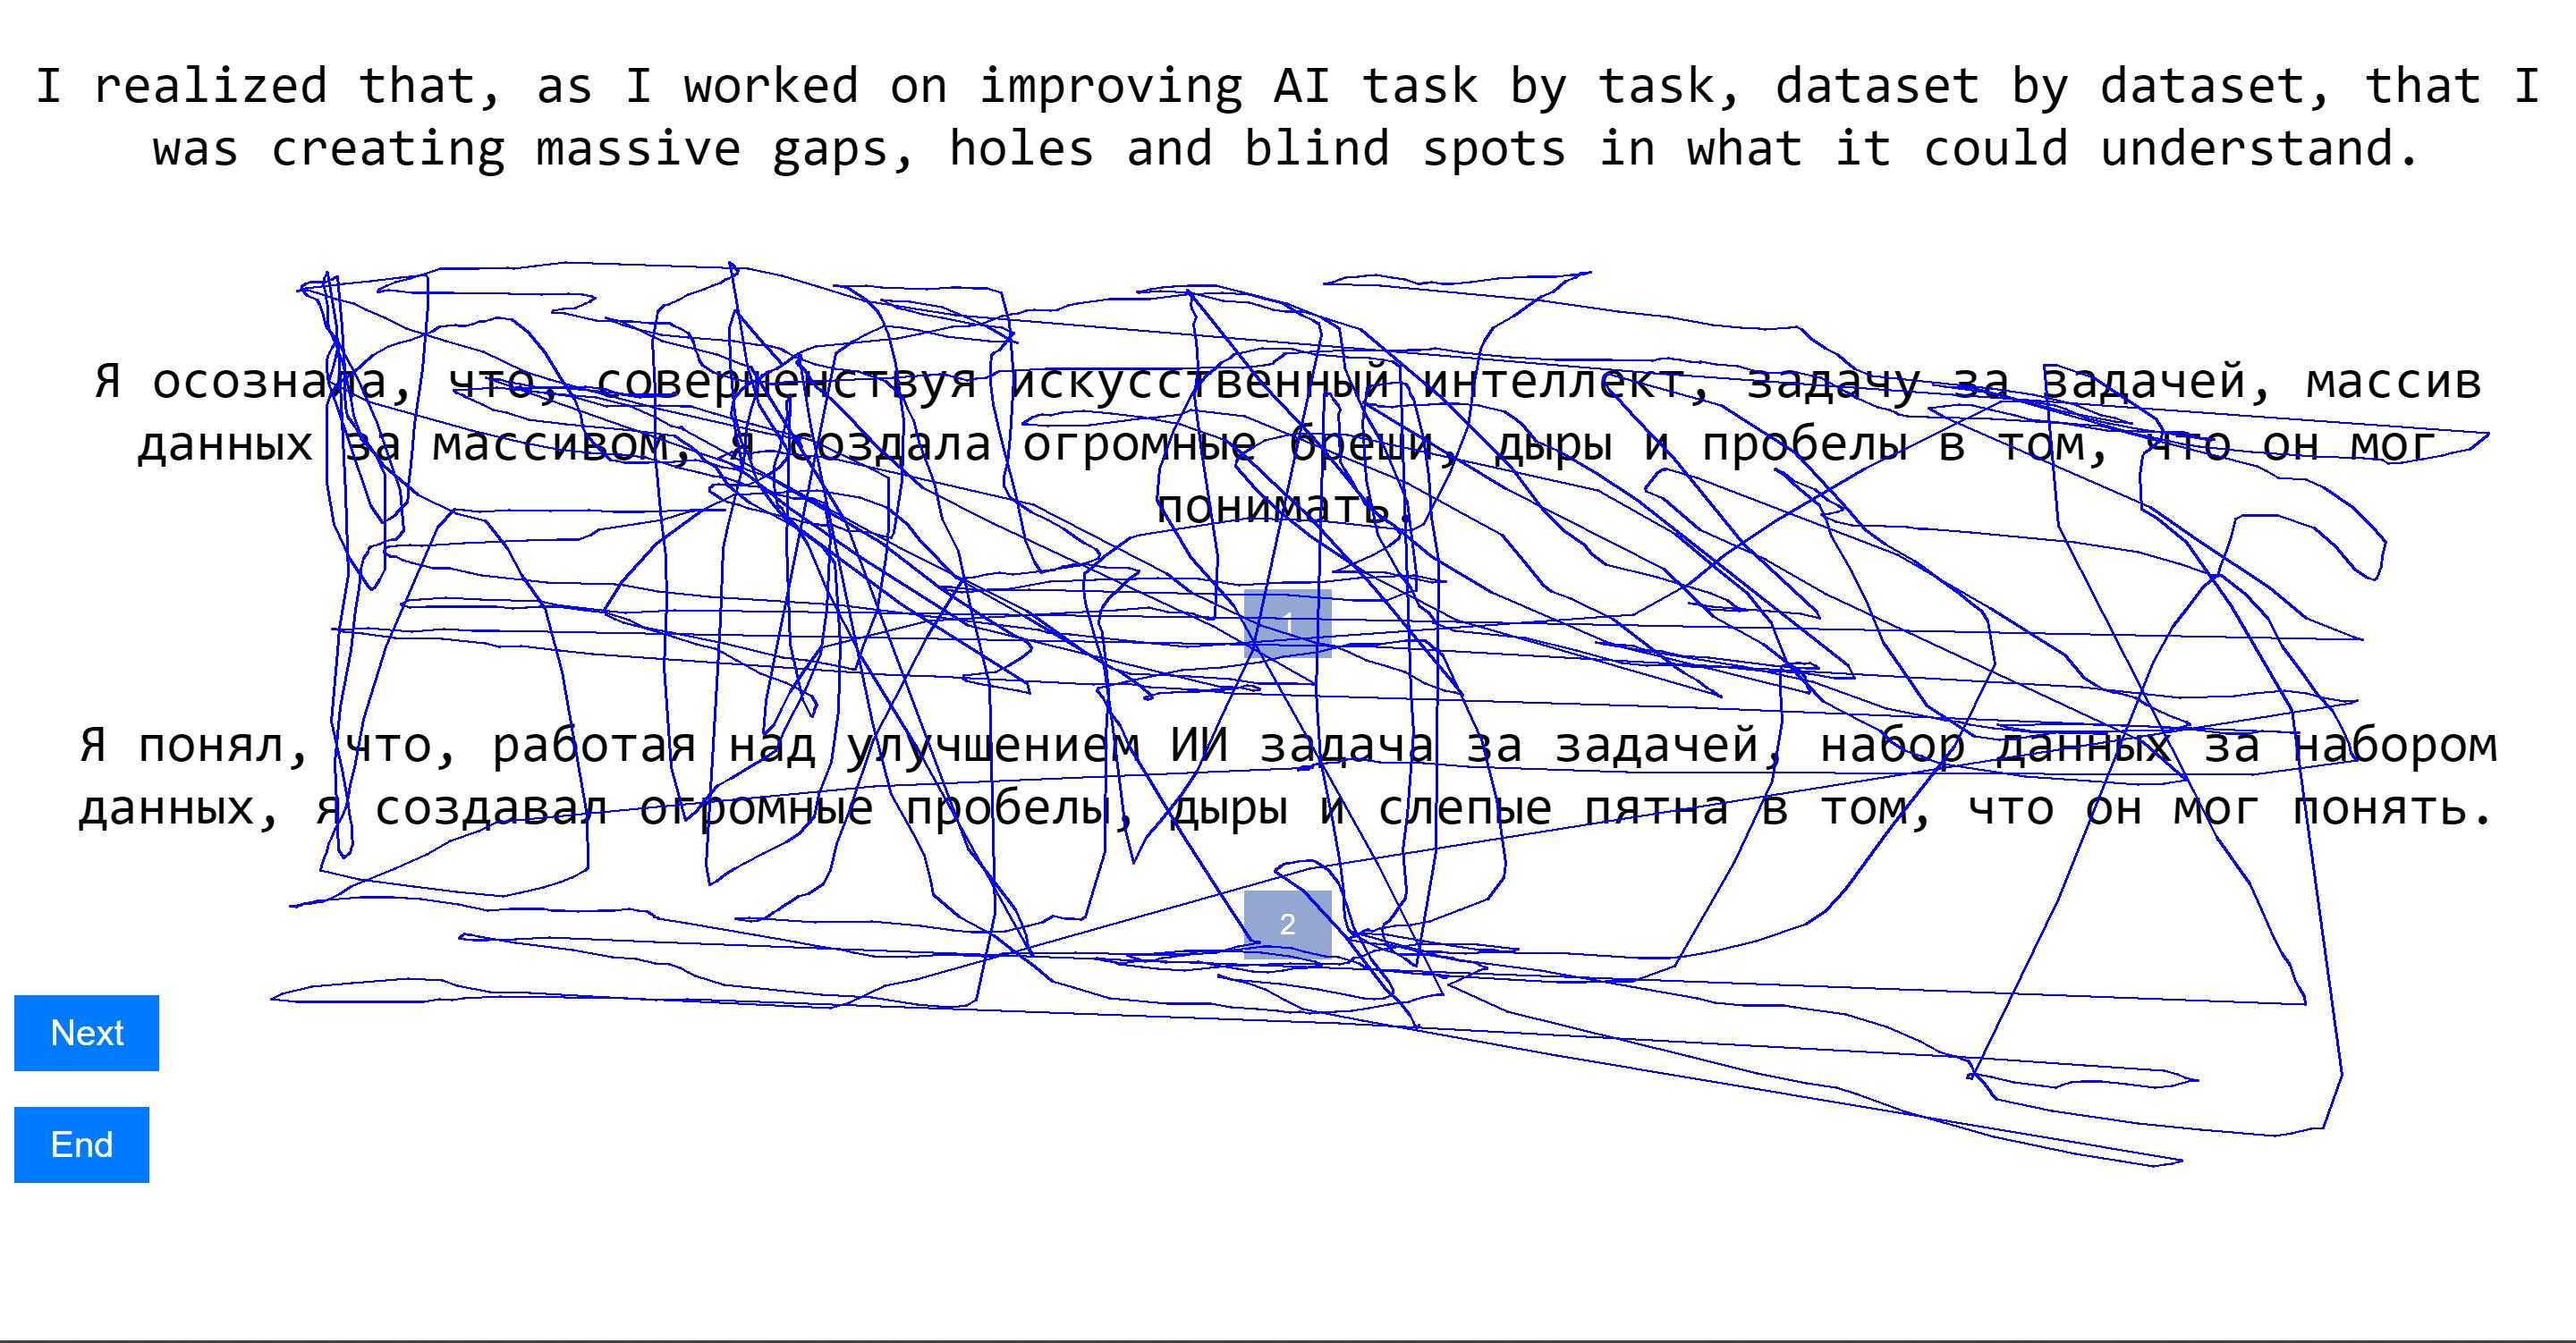 I realized that, as I worked on improving AI task by task, dataset by dataset, that I
was creating massive gaps, holes and blind spots in what it could understand.
Я осознала, что, совершенствуя искусственный интеллект, задачу за задачей, массив
данных за массивом, я создала огромные бреши, дыры и пробелы в том, что он мог
понимать.
1
Я понял, что, работая над улучшением ИИ задача за задачей, набор данных за набором
данных, я создавал огромные пробелы, дыры и слепые пятна в том, что он мог понять.
2
Next
End